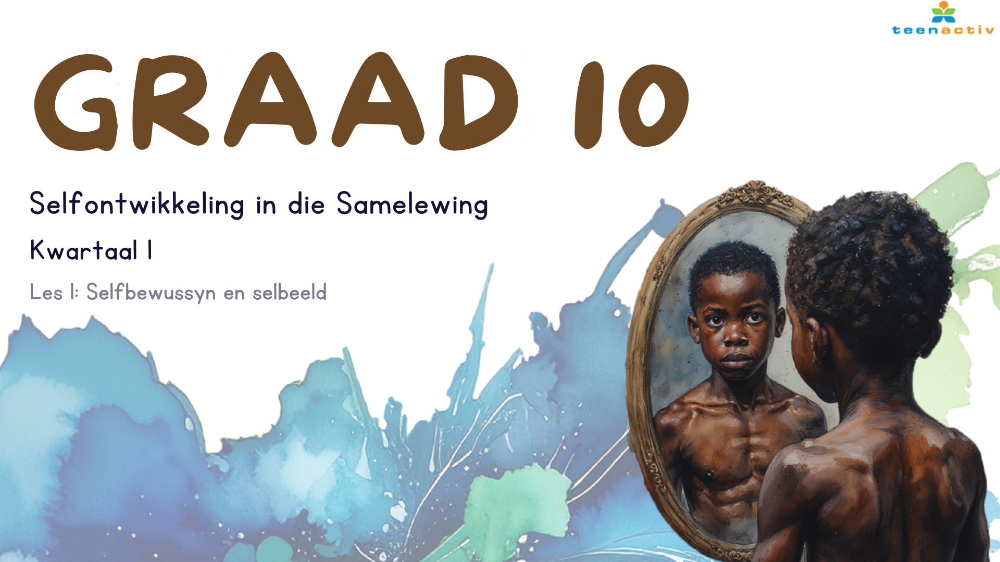 teenactiv
GRAAD 10
Selfontwikkeling in die Samelewing
Kwartaal 1
Les 1: Selfbewussyn en selbeeld